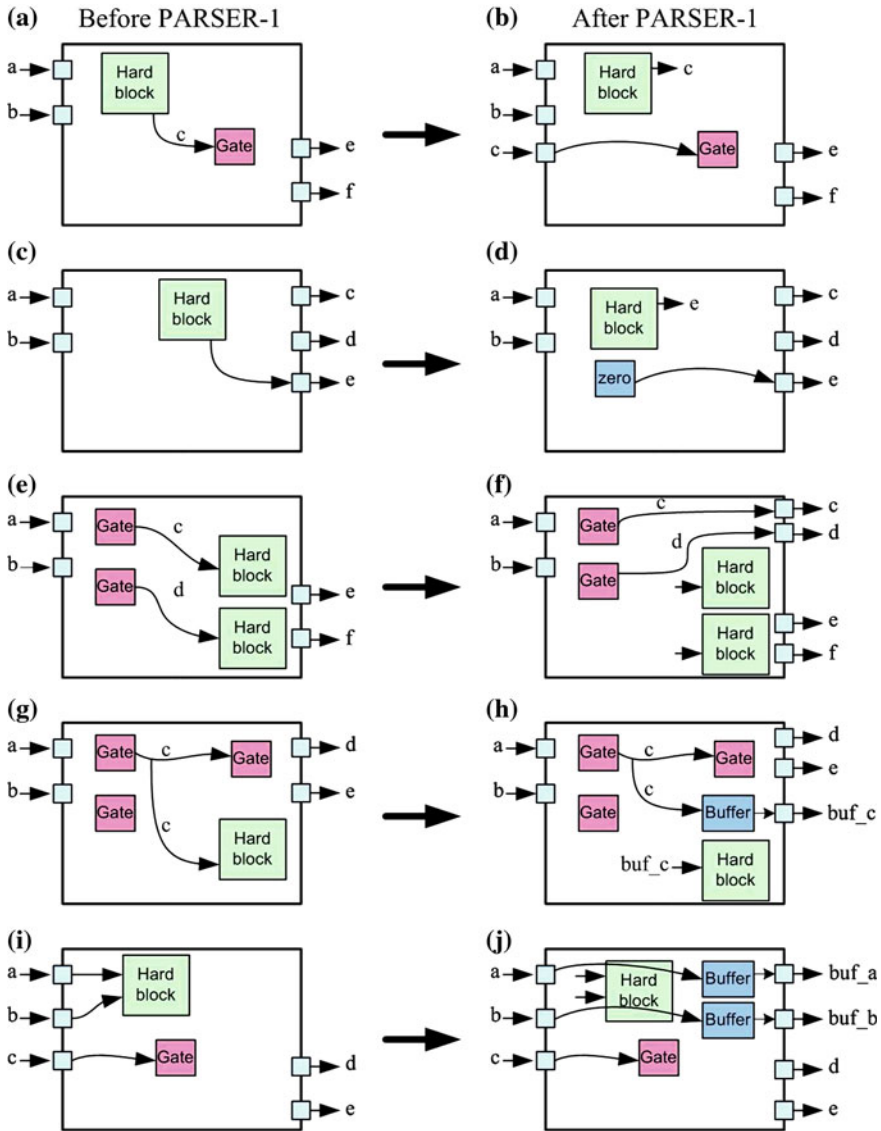 (a) Before PARSER-1 (b) After PARSER-1
a Hard block a Hard block c
b c Gate b
e c Gate e
f f
(c) (d)
a Hard block c a Hard block e c
b d b d
e zero e
(e) (f)
a Gate c a Gate c c
d d
b Hard block b Gate Hard block
Gate d e e
Hard block f Hard block f
(g) (h)
a Gate c Gate d a Gate c Gate d
e
b Gate c e b Gate c Buffer buf_c
Hard block buf_c Hard block
(i) (j)
a Hard block a Hard block Buffer buf_a
b b Buffer buf_b
c Gate d c Gate d
e e